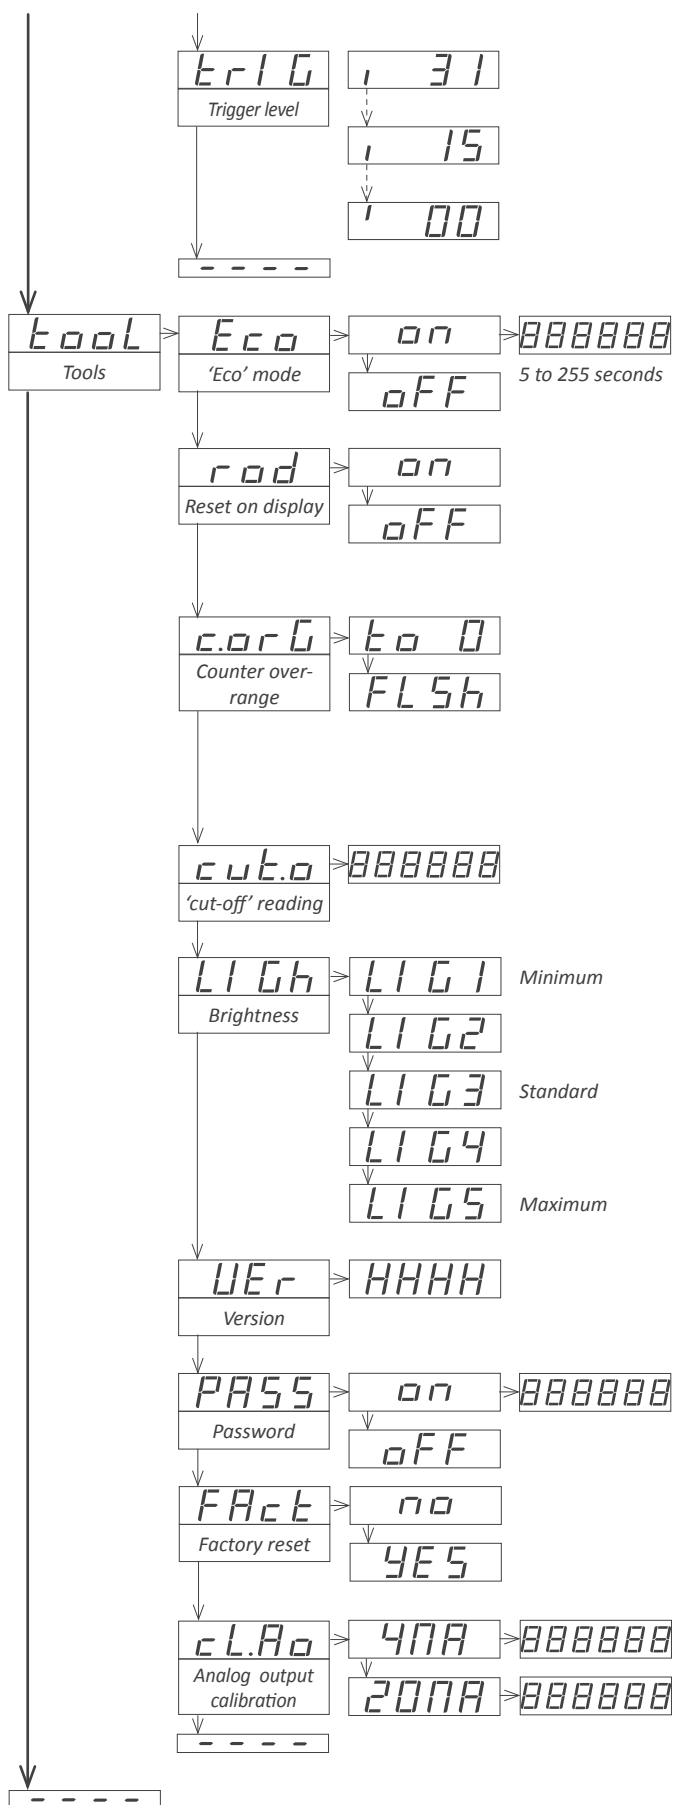 trIG
Trigger level
ˌ 31
ˌ 15
' 00
- - - -
tooL
Tools
Eco
'Eco' mode
on
888888
5 to 255 seconds
oFF
rod
Reset on display
on
oFF
c.orG
Counter over-
range
to 0
FLSh
cut.o
'cut-off' reading
888888
LIGh
Brightness
LIG1
Minimum
LIG2
LIG3
Standard
LIG4
LIG5
Maximum
VEr
Version
HHHH
PASS
Password
on
888888
oFF
FAct
Factory reset
no
YES
cL.Ao
Analog output
calibration
4MA
888888
20MA
888888
- - - -
- - - -